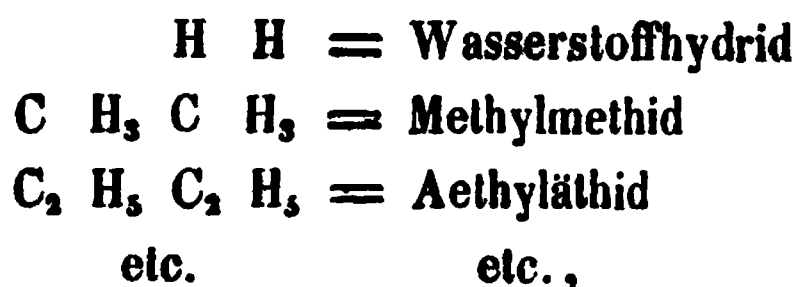 H H = Wasserstoffhydrid
C H₃ C H₃ = Methylmethid
C₂ H₅ C₂ H₅ = Aethyläthid
etc. etc.,